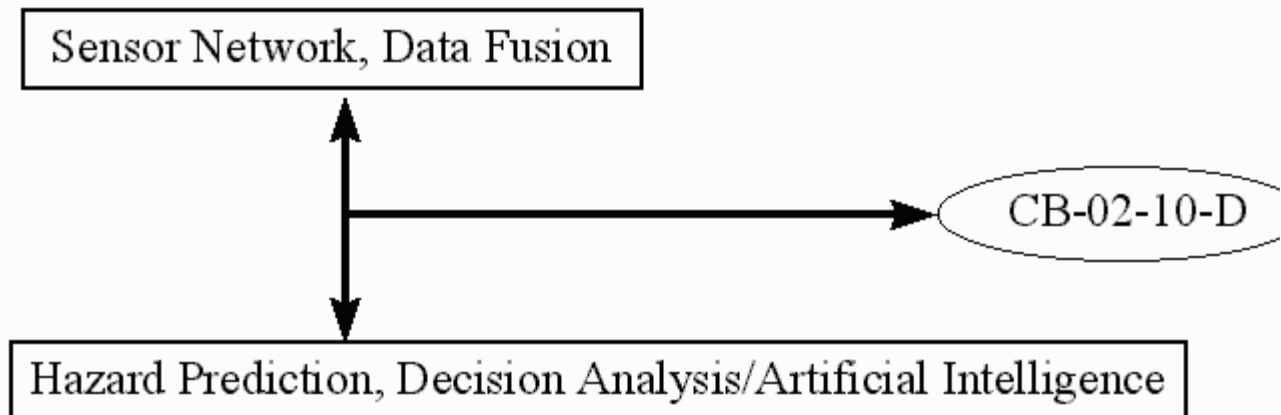 Sensor Network, Data Fusion
CB-02-10-D
Hazard Prediction, Decision Analysis/Artificial Intelligence